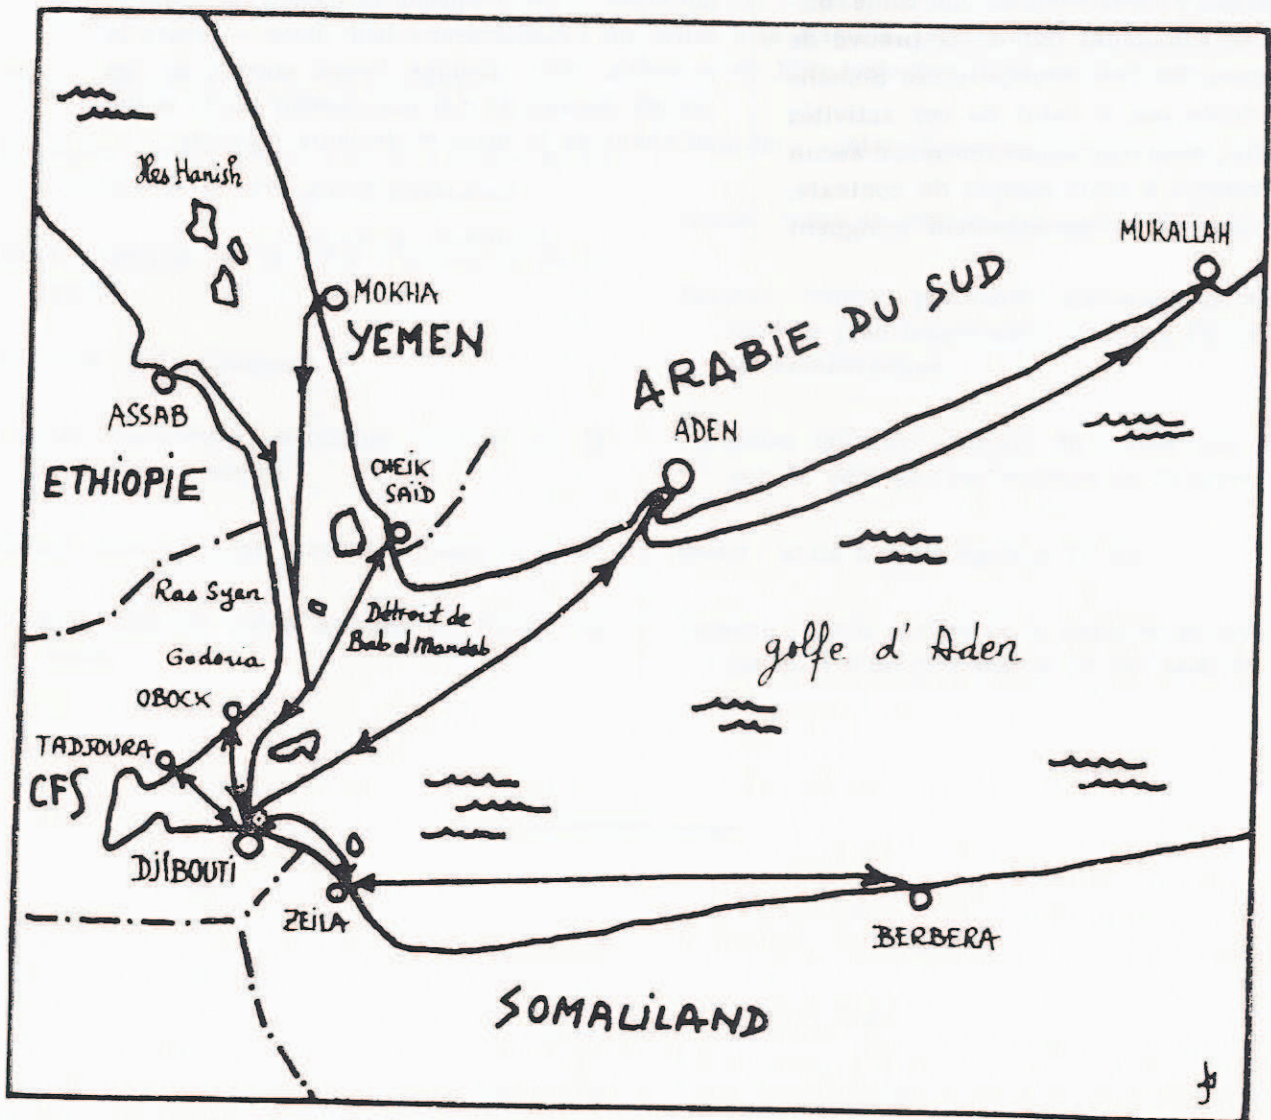 Iles Hanish
MUKALLAH
MOKHA
YEMEN
ARABIE DU SUD
ASSAB
ADEN
ETHIOPIE
CHEIK
SAÏD
Ras Syan
Détroit de
Bab el Mandeb
Godoria
golfe d'Aden
OBOCK
TADJOURA
CFS
DJIBOUTI
ZEILA
BERBERA
SOMALILAND